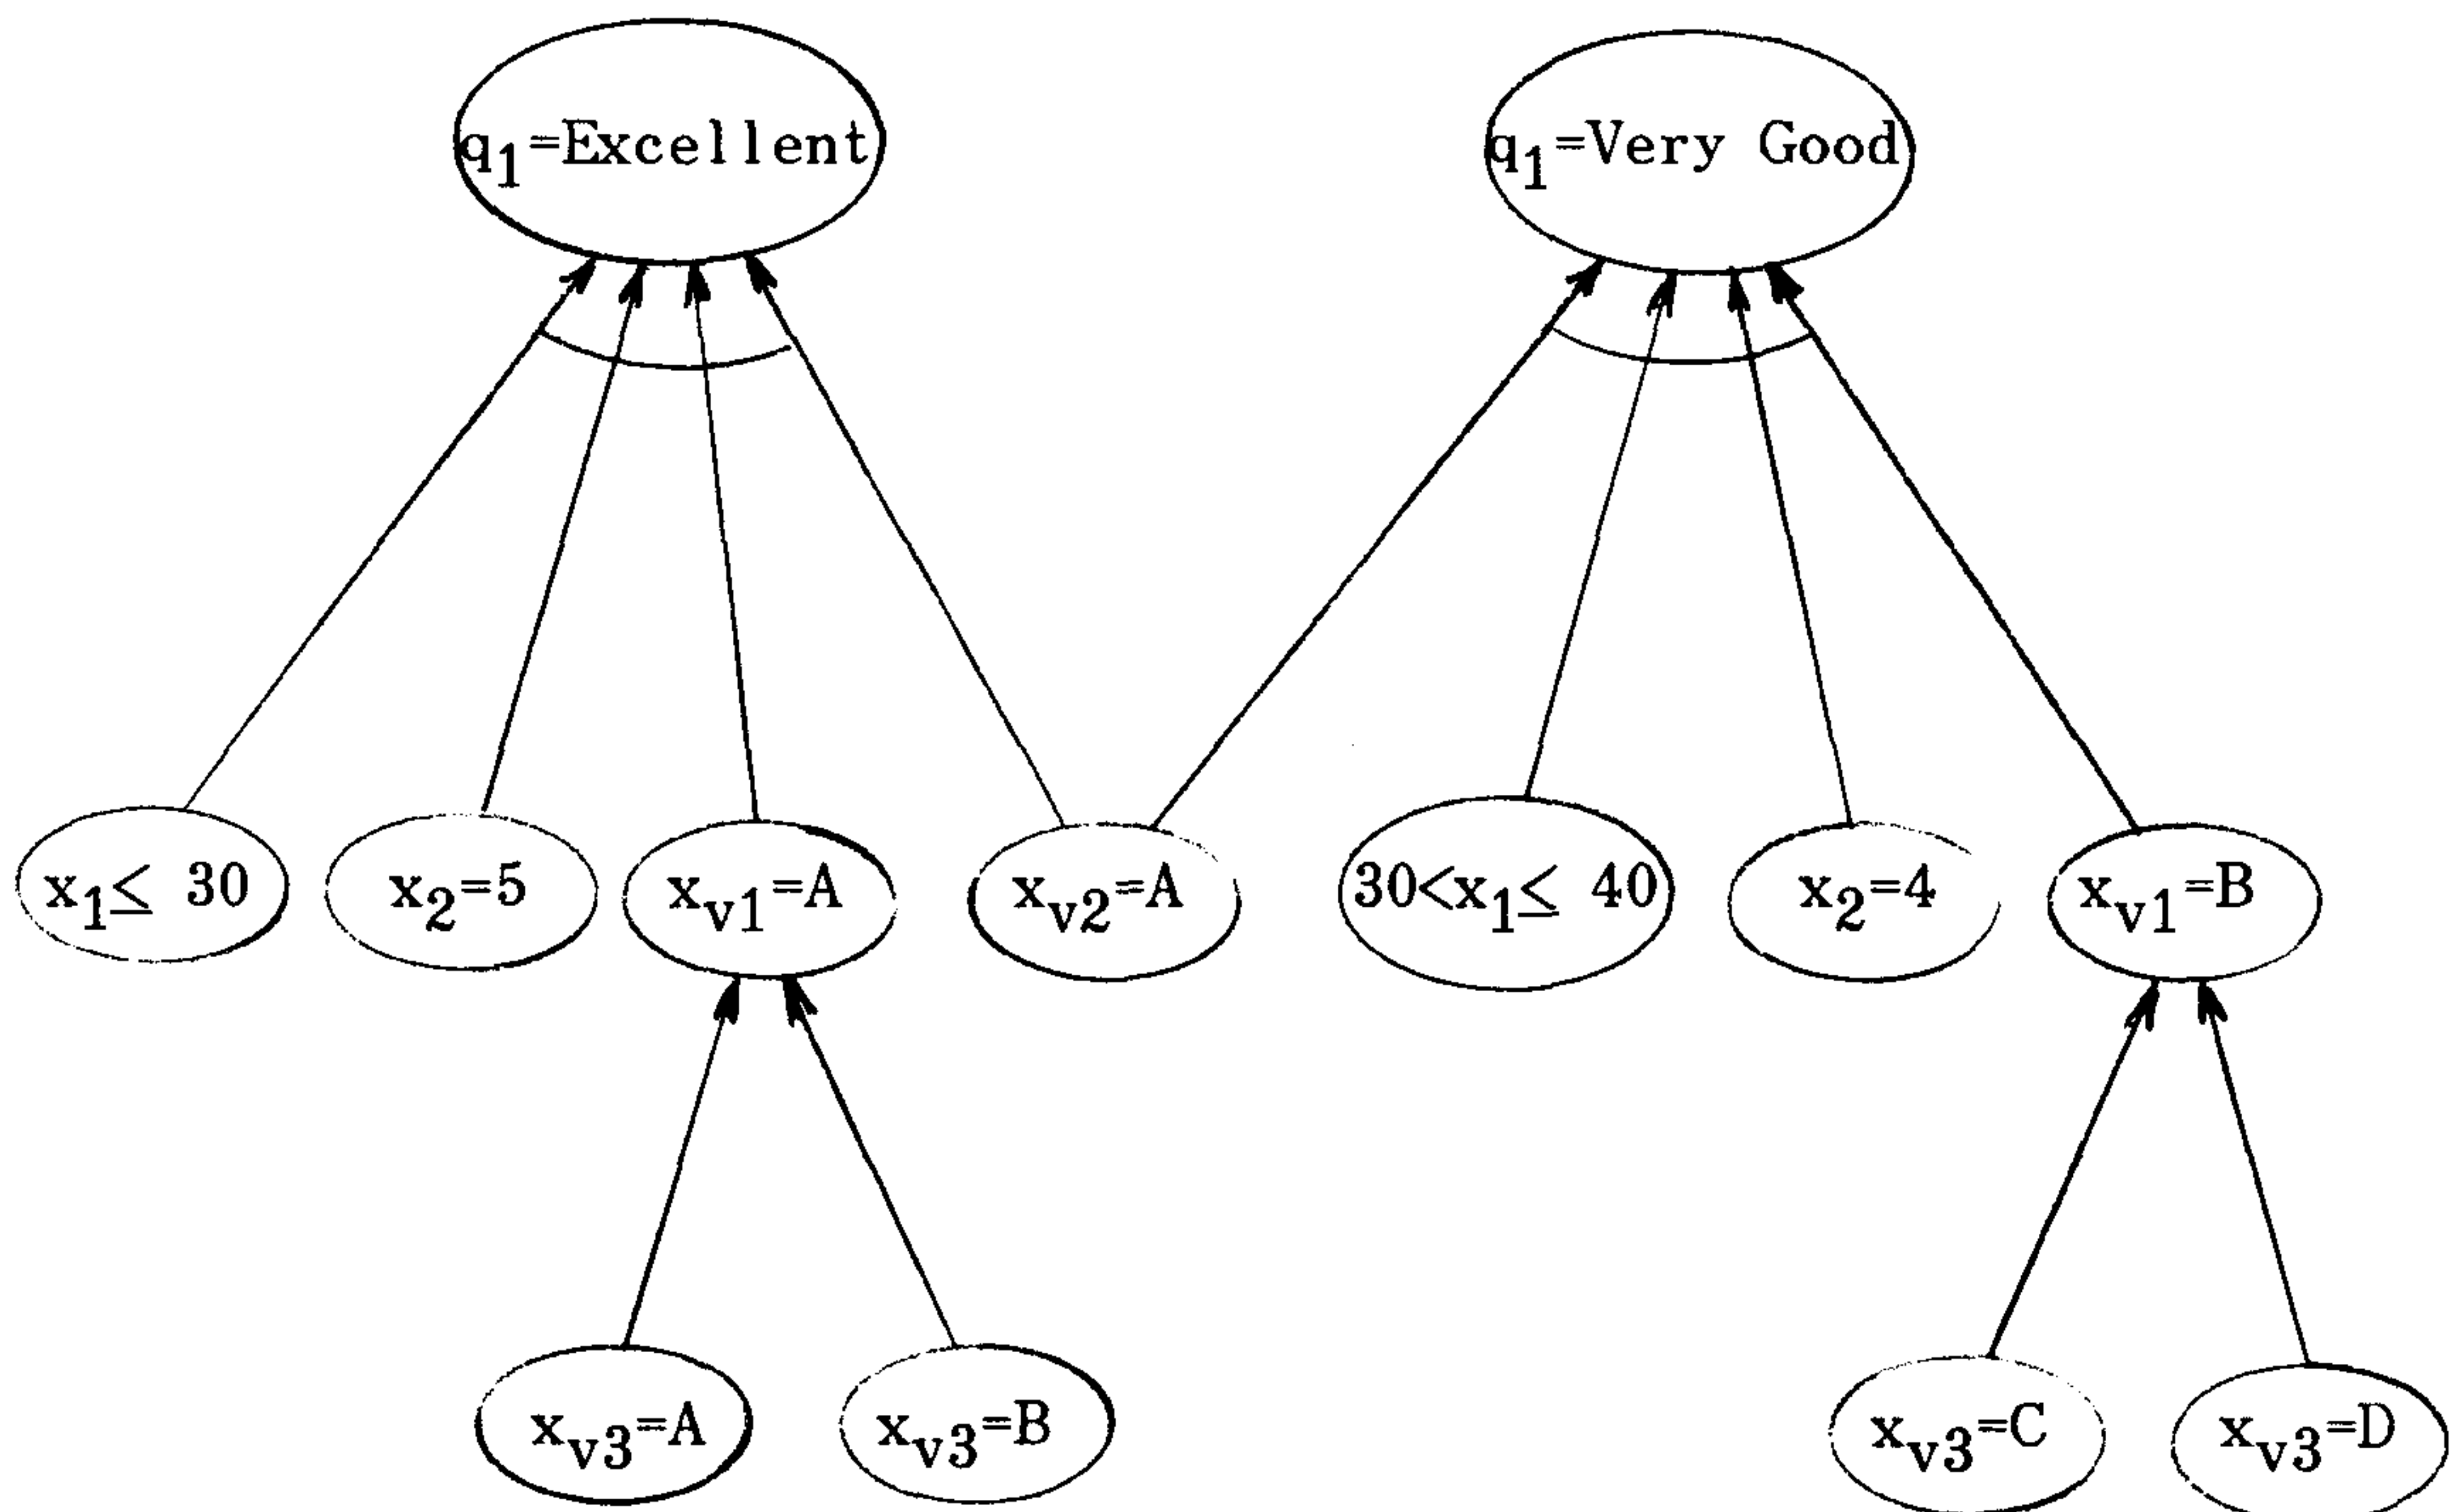 q1=Excellent
q1=Very Good
x1≤ 30
x2=5
xv1=A
xv2=A
30<x1≤ 40
x2=4
xv1=B
xv3=A
xv3=B
xv3=C
xv3=D